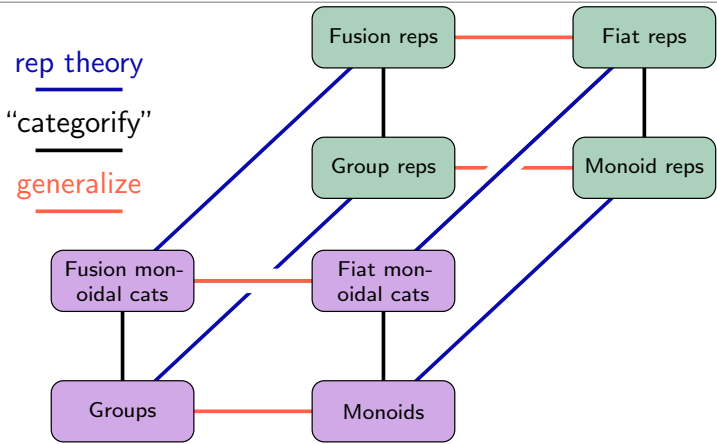 Fusion reps
Fiat reps
rep theory
“categorify”
Group reps
Monoid reps
generalize
Fusion mon-
oidal cats
Fiat mon-
oidal cats
Groups
Monoids